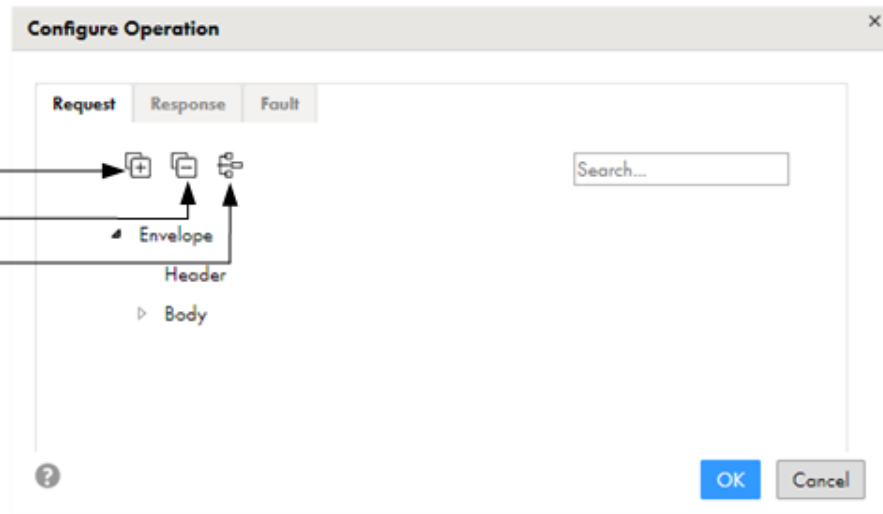 Configure Operation
×
Request Response Fault
Search...
Envelope
Header
Body
?
OK Cancel